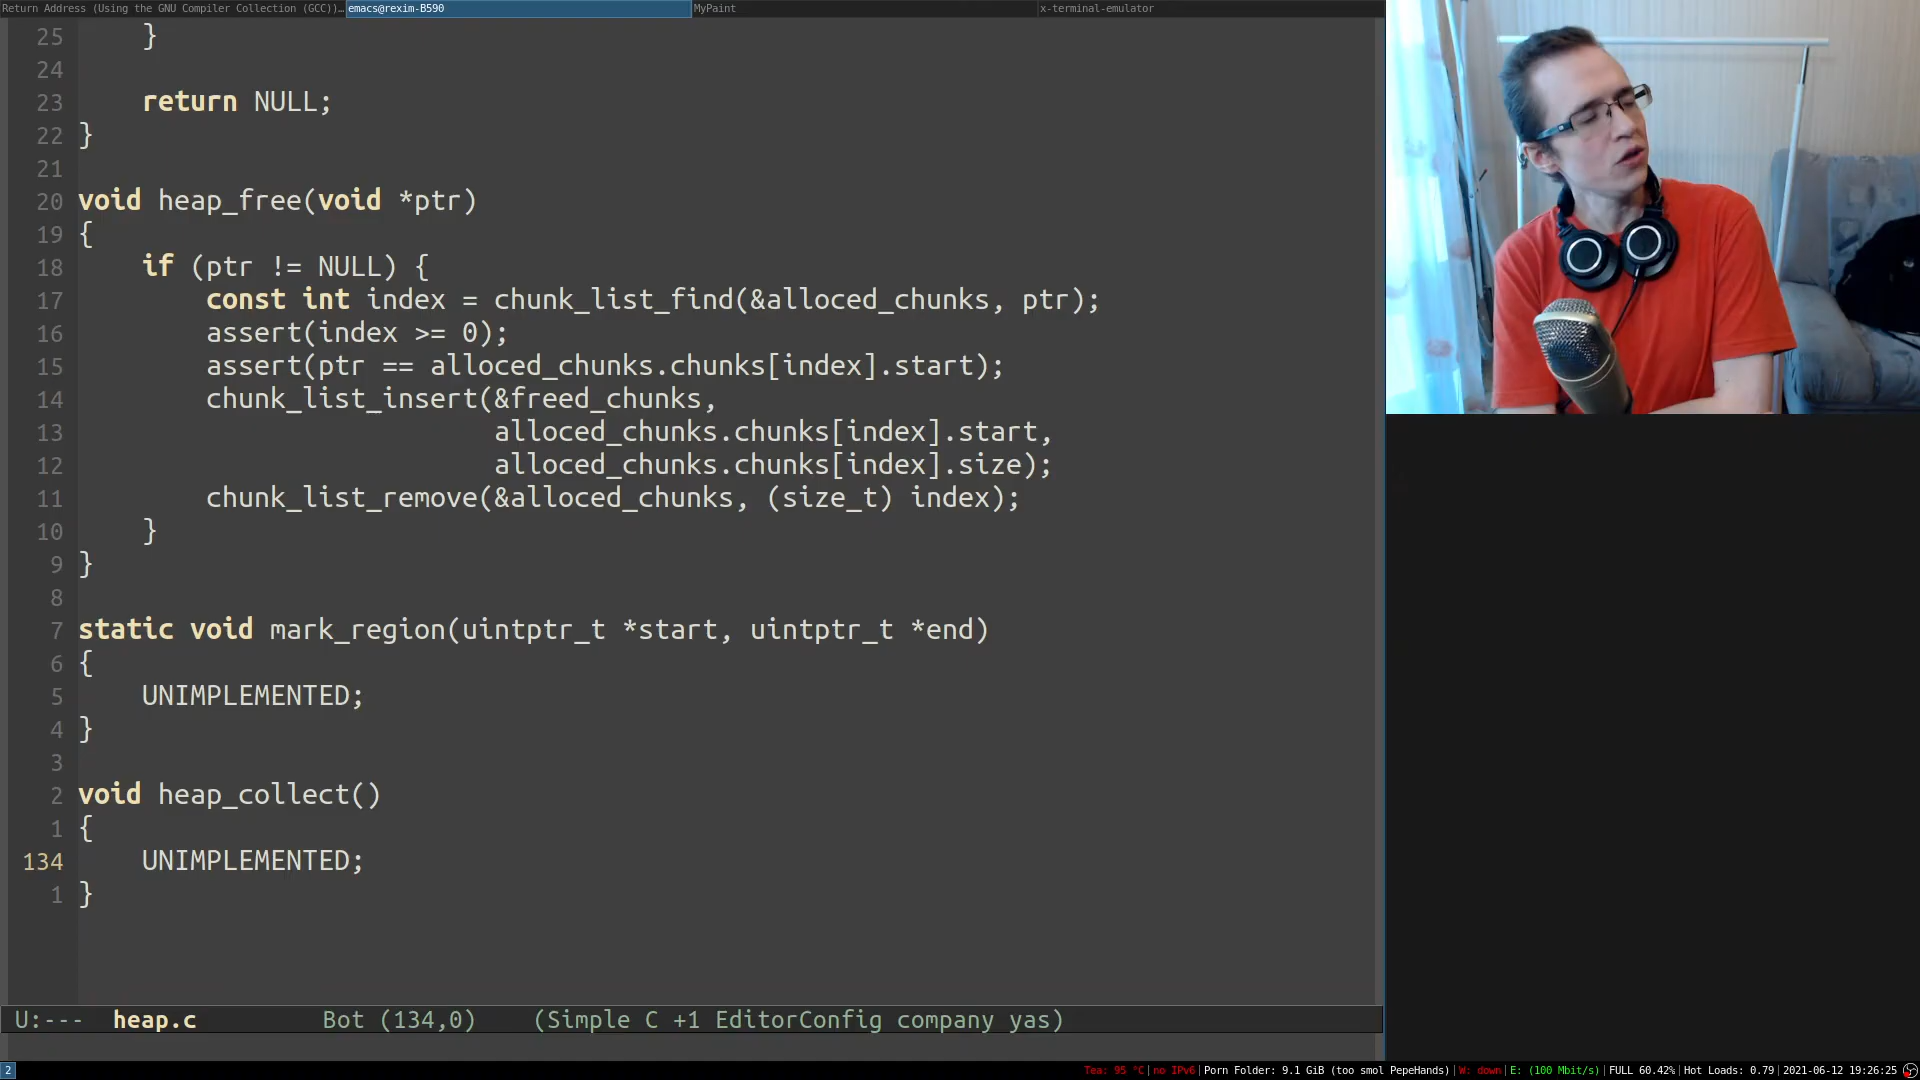 Return Address (Using the GNU Compiler Collection (GCC))… emacs@rexim-B590 MyPaint x-terminal-emulator
25     }
24
23     return NULL;
22 }
21
20 void heap_free(void *ptr)
19 {
18     if (ptr != NULL) {
17         const int index = chunk_list_find(&alloced_chunks, ptr);
16         assert(index >= 0);
15         assert(ptr == alloced_chunks.chunks[index].start);
14         chunk_list_insert(&freed_chunks,
13                           alloced_chunks.chunks[index].start,
12                           alloced_chunks.chunks[index].size);
11         chunk_list_remove(&alloced_chunks, (size_t) index);
10     }
9 }
8
7 static void mark_region(uintptr_t *start, uintptr_t *end)
6 {
5     UNIMPLEMENTED;
4 }
3
2 void heap_collect()
1 {
134     UNIMPLEMENTED;
1 }
U:---  heap.c        Bot (134,0)    (Simple C +1 EditorConfig company yas)
2 Tea: 95 °C|no IPv6|Porn Folder: 9.1 GiB (too smol PepeHands)|W: down|E: (100 Mbit/s)|FULL 60.42%|Hot Loads: 0.79|2021-06-12 19:26:25